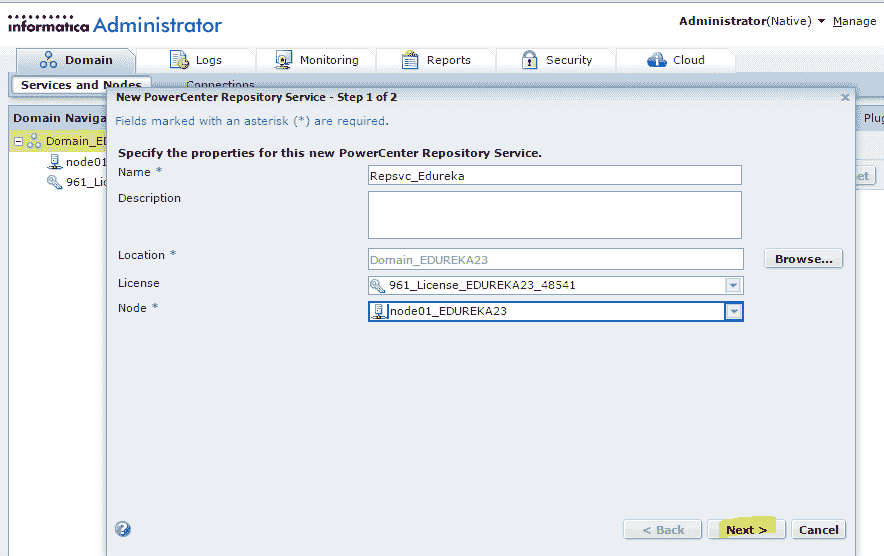 informatica Administrator
Administrator(Native) Manage
Domain Logs Monitoring Reports Security Cloud
Services and Nodes Connections
New PowerCenter Repository Service - Step 1 of 2
Domain Naviga
Plug
Fields marked with an asterisk (*) are required.
Domain_ED
Specify the properties for this new PowerCenter Repository Service.
node01
Name * Repsvc_Edureka
et
961_Lic
Description
Location * Domain_EDUREKA23 Browse...
License 961_License_EDUREKA23_48541
Node * node01_EDUREKA23
< Back Next > Cancel